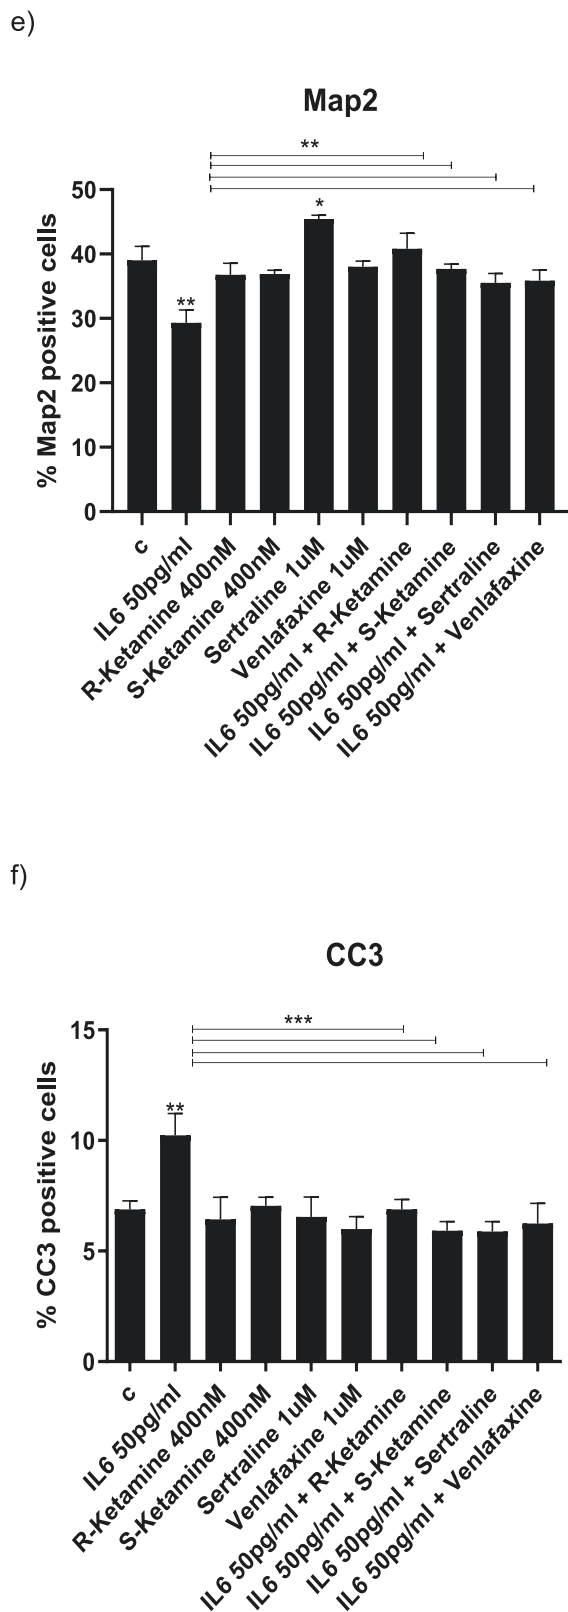 e)
Map2
**
50
40
30
20
10
0
% Map2 positive cells
**
*
c
IL6 50pg/ml
R-Ketamine 400nM
S-Ketamine 400nM
Sertraline 1uM
Venlafaxine 1uM
IL6 50pg/ml + R-Ketamine
IL6 50pg/ml + S-Ketamine
IL6 50pg/ml + Sertraline
IL6 50pg/ml + Venlafaxine
f)
CC3
***
15
10
5
0
% CC3 positive cells
**
c
IL6 50pg/ml
R-Ketamine 400nM
S-Ketamine 400nM
Sertraline 1uM
Venlafaxine 1uM
IL6 50pg/ml + R-Ketamine
IL6 50pg/ml + S-Ketamine
IL6 50pg/ml + Sertraline
IL6 50pg/ml + Venlafaxine